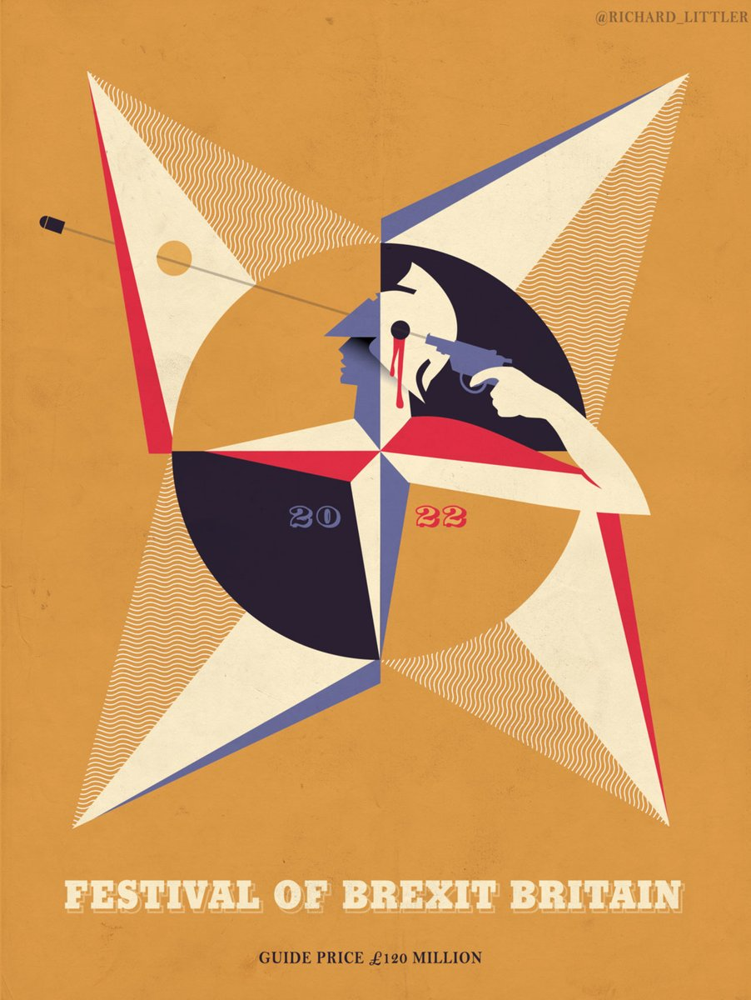 @RICHARD_LITTLER
20 22
FESTIVAL OF BREXIT BRITAIN
GUIDE PRICE £120 MILLION